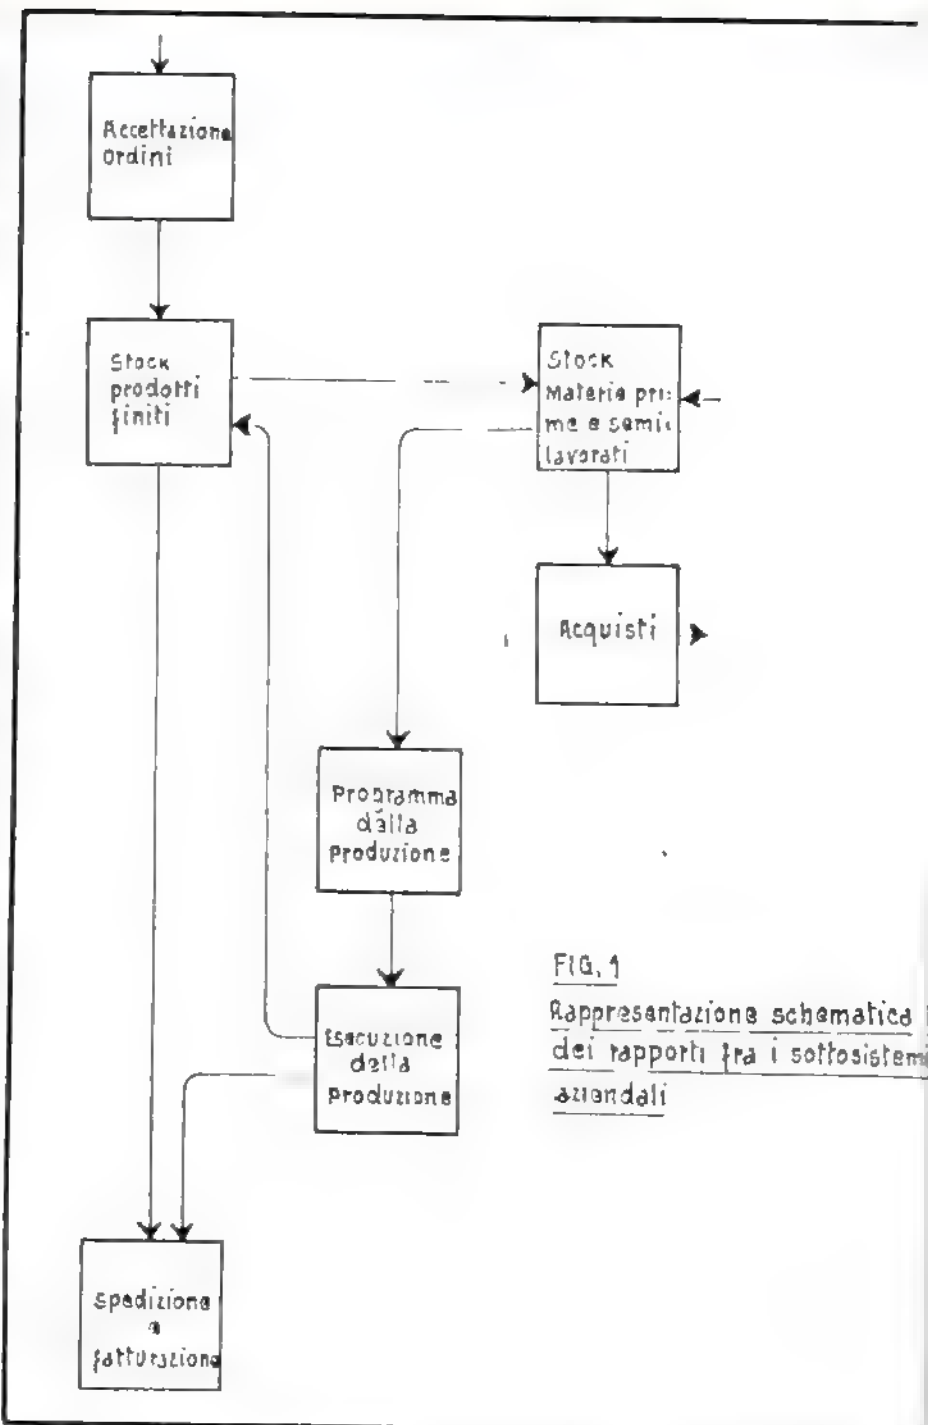 Accettazione
Ordini
Stock
prodotti
finiti
Stock
Materie pri-
me e semi-
lavorati
Acquisti
Programma
della
Produzione
Esecuzione
della
Produzione
Spedizione
e
fatturazione
FIG. 1
Rappresentazione schematica
dei rapporti fra i sottosistemi
aziendali